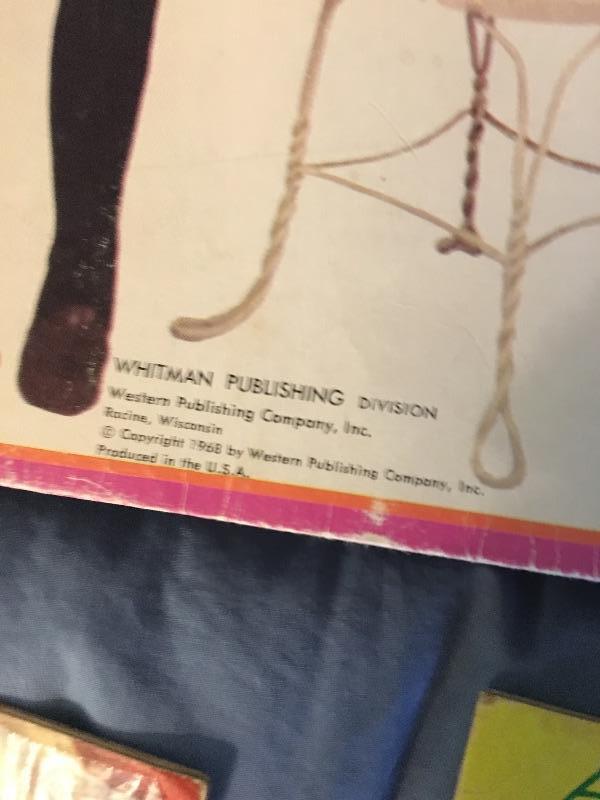 WHITMAN PUBLISHING DIVISION
Western Publishing Company, Inc.
Racine, Wisconsin
© Copyright 1968 by Western Publishing Company, Inc.
Produced in the U.S.A.